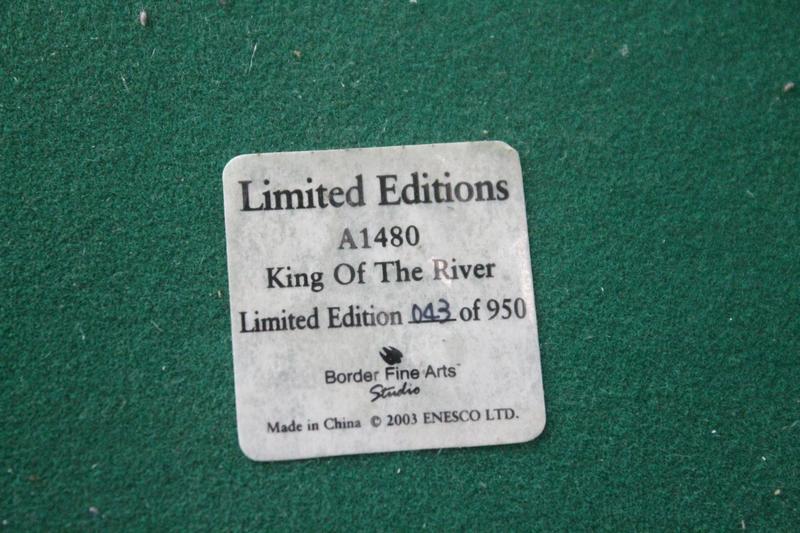 Limited Editions
A1480
King Of The River
Limited Edition 043 of 950
Border Fine Arts™
Studio
Made in China © 2003 ENESCO LTD.